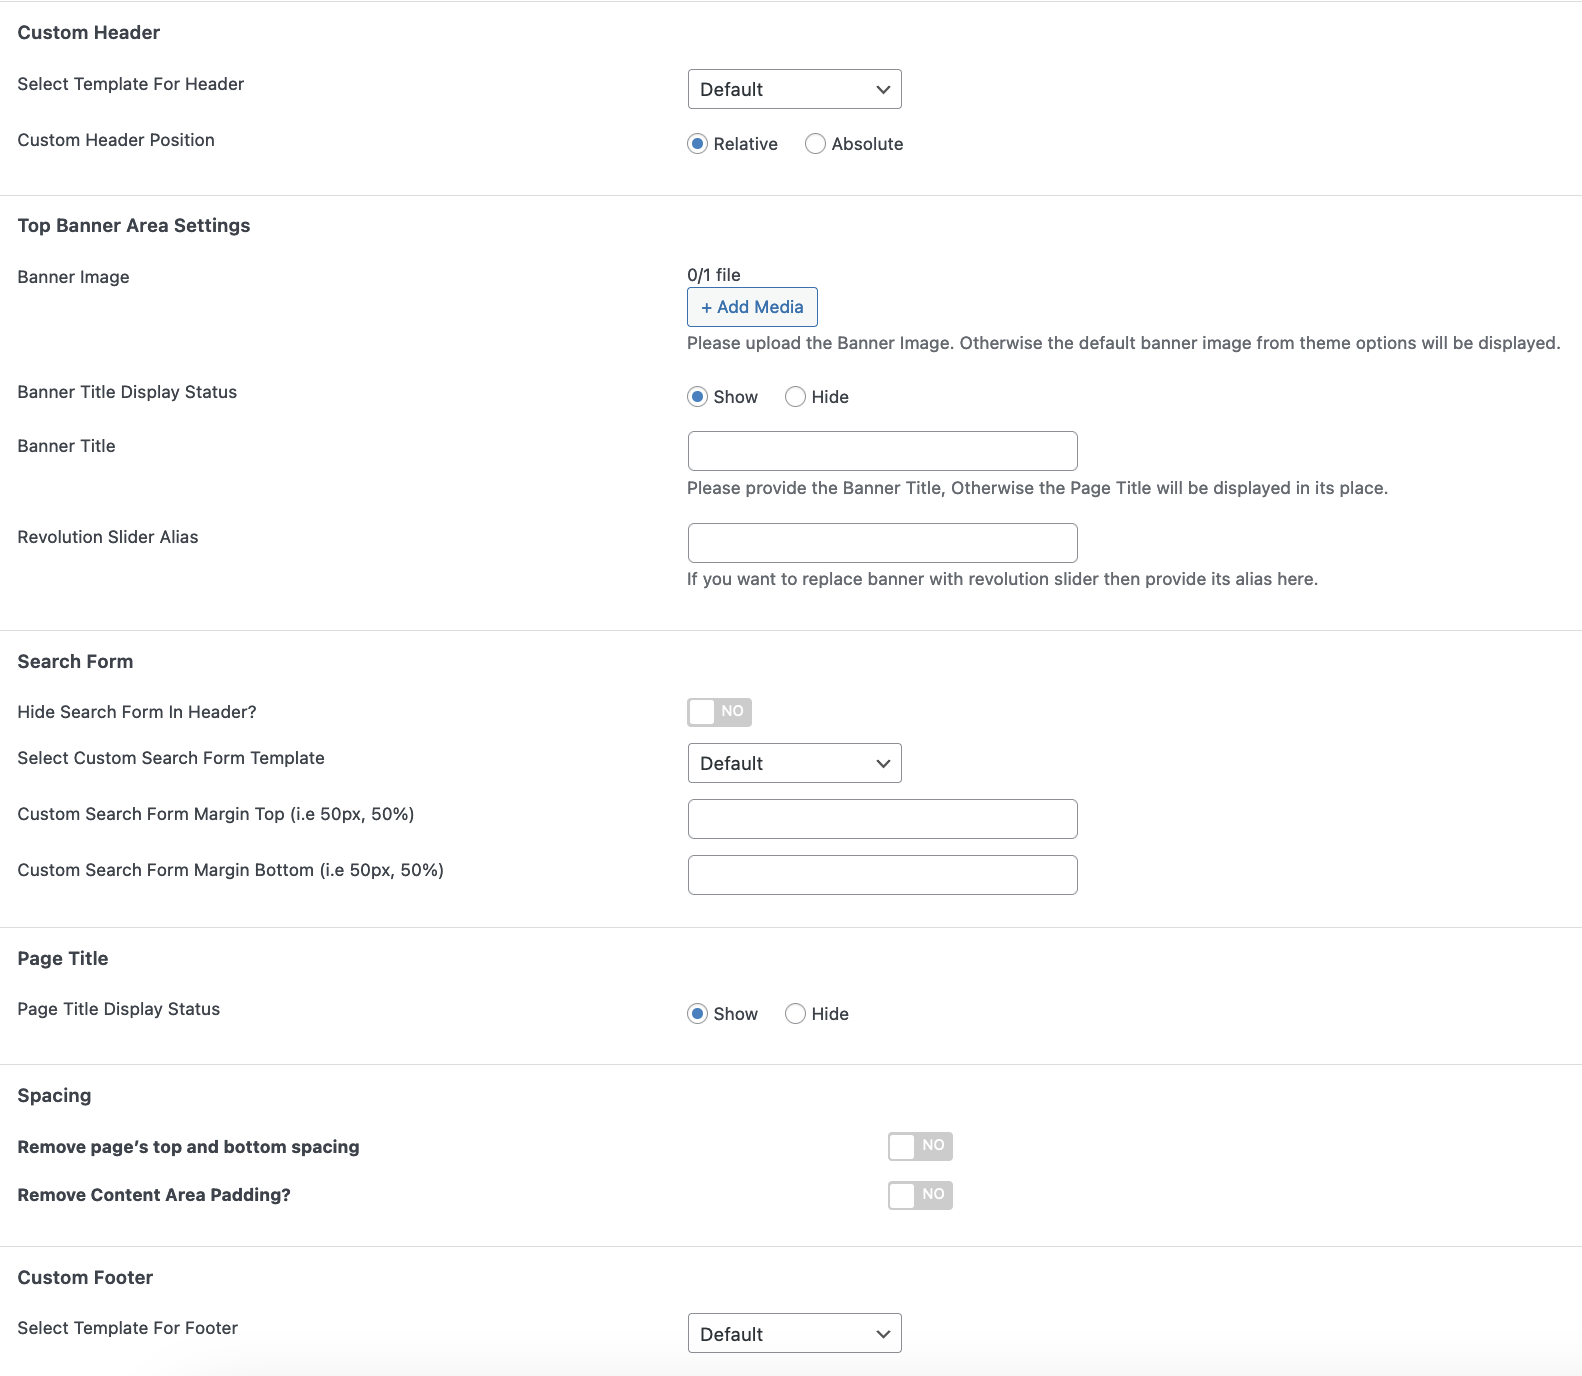 Custom Header
Select Template For Header
Default
Custom Header Position
Relative
Absolute
Top Banner Area Settings
Banner Image
0/1 file
+ Add Media
Please upload the Banner Image. Otherwise the default banner image from theme options will be displayed.
Banner Title Display Status
Show
Hide
Banner Title
Please provide the Banner Title, Otherwise the Page Title will be displayed in its place.
Revolution Slider Alias
If you want to replace banner with revolution slider then provide its alias here.
Search Form
Hide Search Form In Header?
NO
Select Custom Search Form Template
Default
Custom Search Form Margin Top (i.e 50px, 50%)
Custom Search Form Margin Bottom (i.e 50px, 50%)
Page Title
Page Title Display Status
Show
Hide
Spacing
Remove page’s top and bottom spacing
NO
Remove Content Area Padding?
NO
Custom Footer
Select Template For Footer
Default